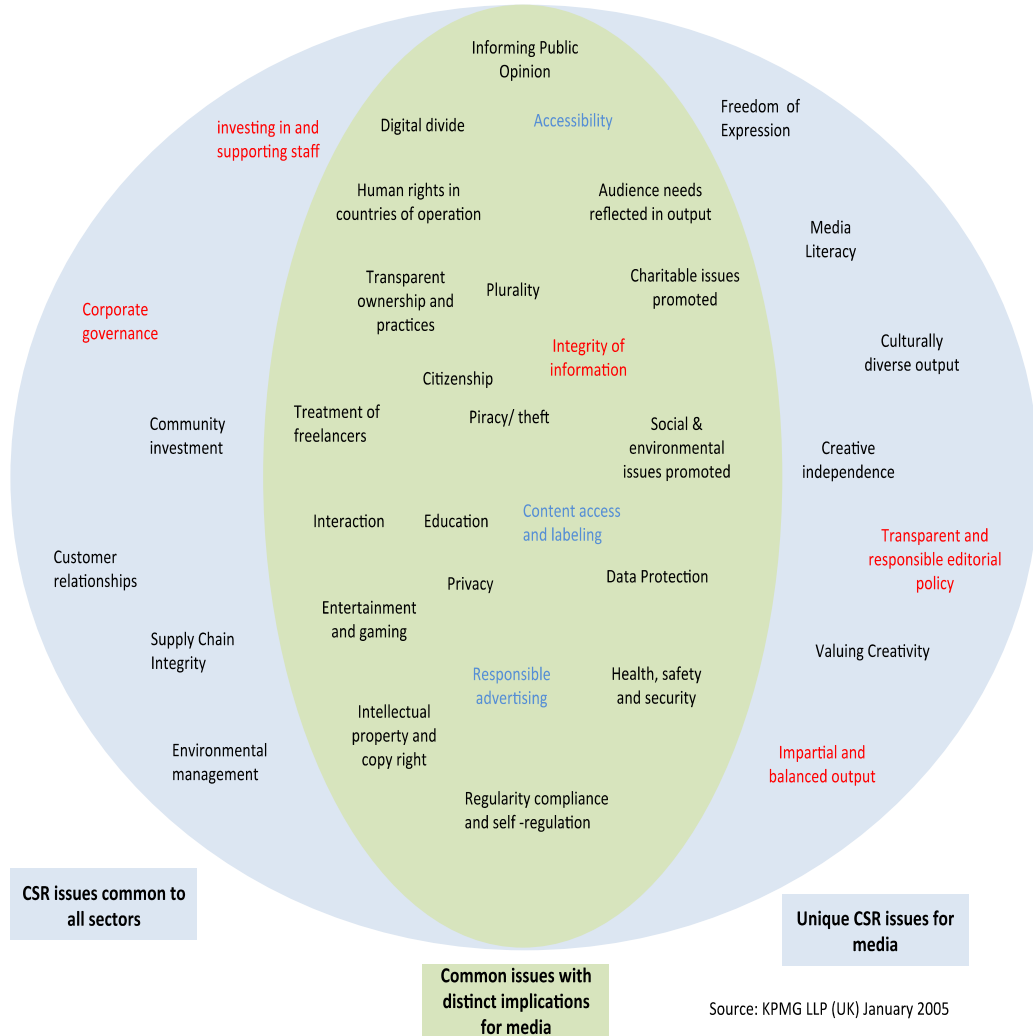 Informing Public
Opinion
Digital divide
Accessibility
Freedom of
Expression
investing in and
supporting staff
Human rights in
countries of operation
Audience needs
reflected in output
Media
Literacy
Transparent
ownership and
practices
Plurality
Charitable issues
promoted
Corporate
governance
Integrity of
information
Culturally
diverse output
Citizenship
Treatment of
freelancers
Piracy/ theft
Community
investment
Social &
environmental
issues promoted
Creative
independence
Interaction
Education
Content access
and labeling
Transparent and
responsible editorial
policy
Customer
relationships
Privacy
Data Protection
Entertainment
and gaming
Supply Chain
Integrity
Valuing Creativity
Responsible
advertising
Health, safety
and security
Intellectual
property and
copy right
Environmental
management
Impartial and
balanced output
Regularity compliance
and self -regulation
CSR issues common to
all sectors
Unique CSR issues for
media
Common issues with
distinct implications
for media
Source: KPMG LLP (UK) January 2005